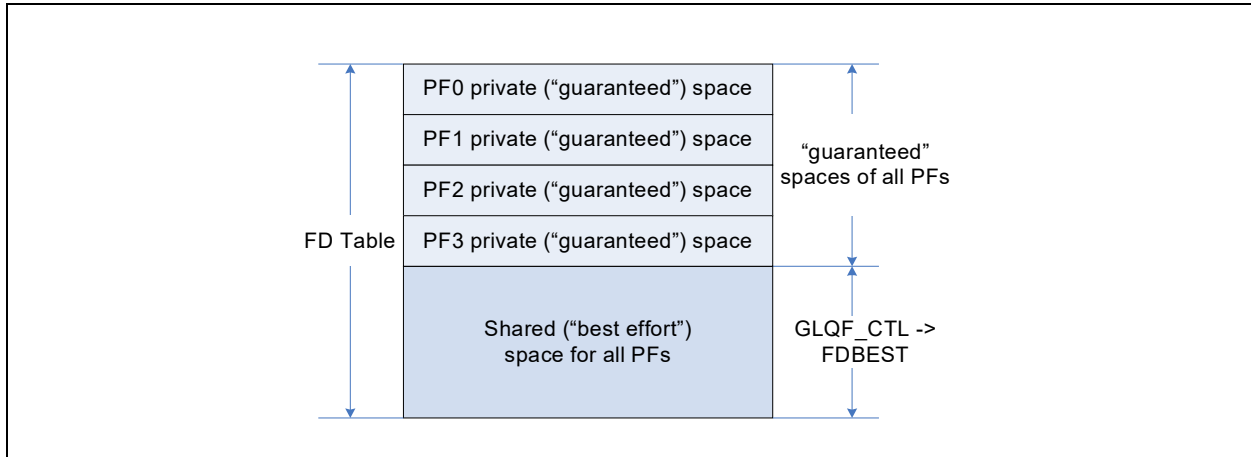 PF0 private (“guaranteed”) space
PF1 private (“guaranteed”) space
PF2 private (“guaranteed”) space
PF3 private (“guaranteed”) space
“guaranteed”
spaces of all PFs
FD Table
Shared (“best effort”)
space for all PFs
GLQF_CTL ->
FDBEST